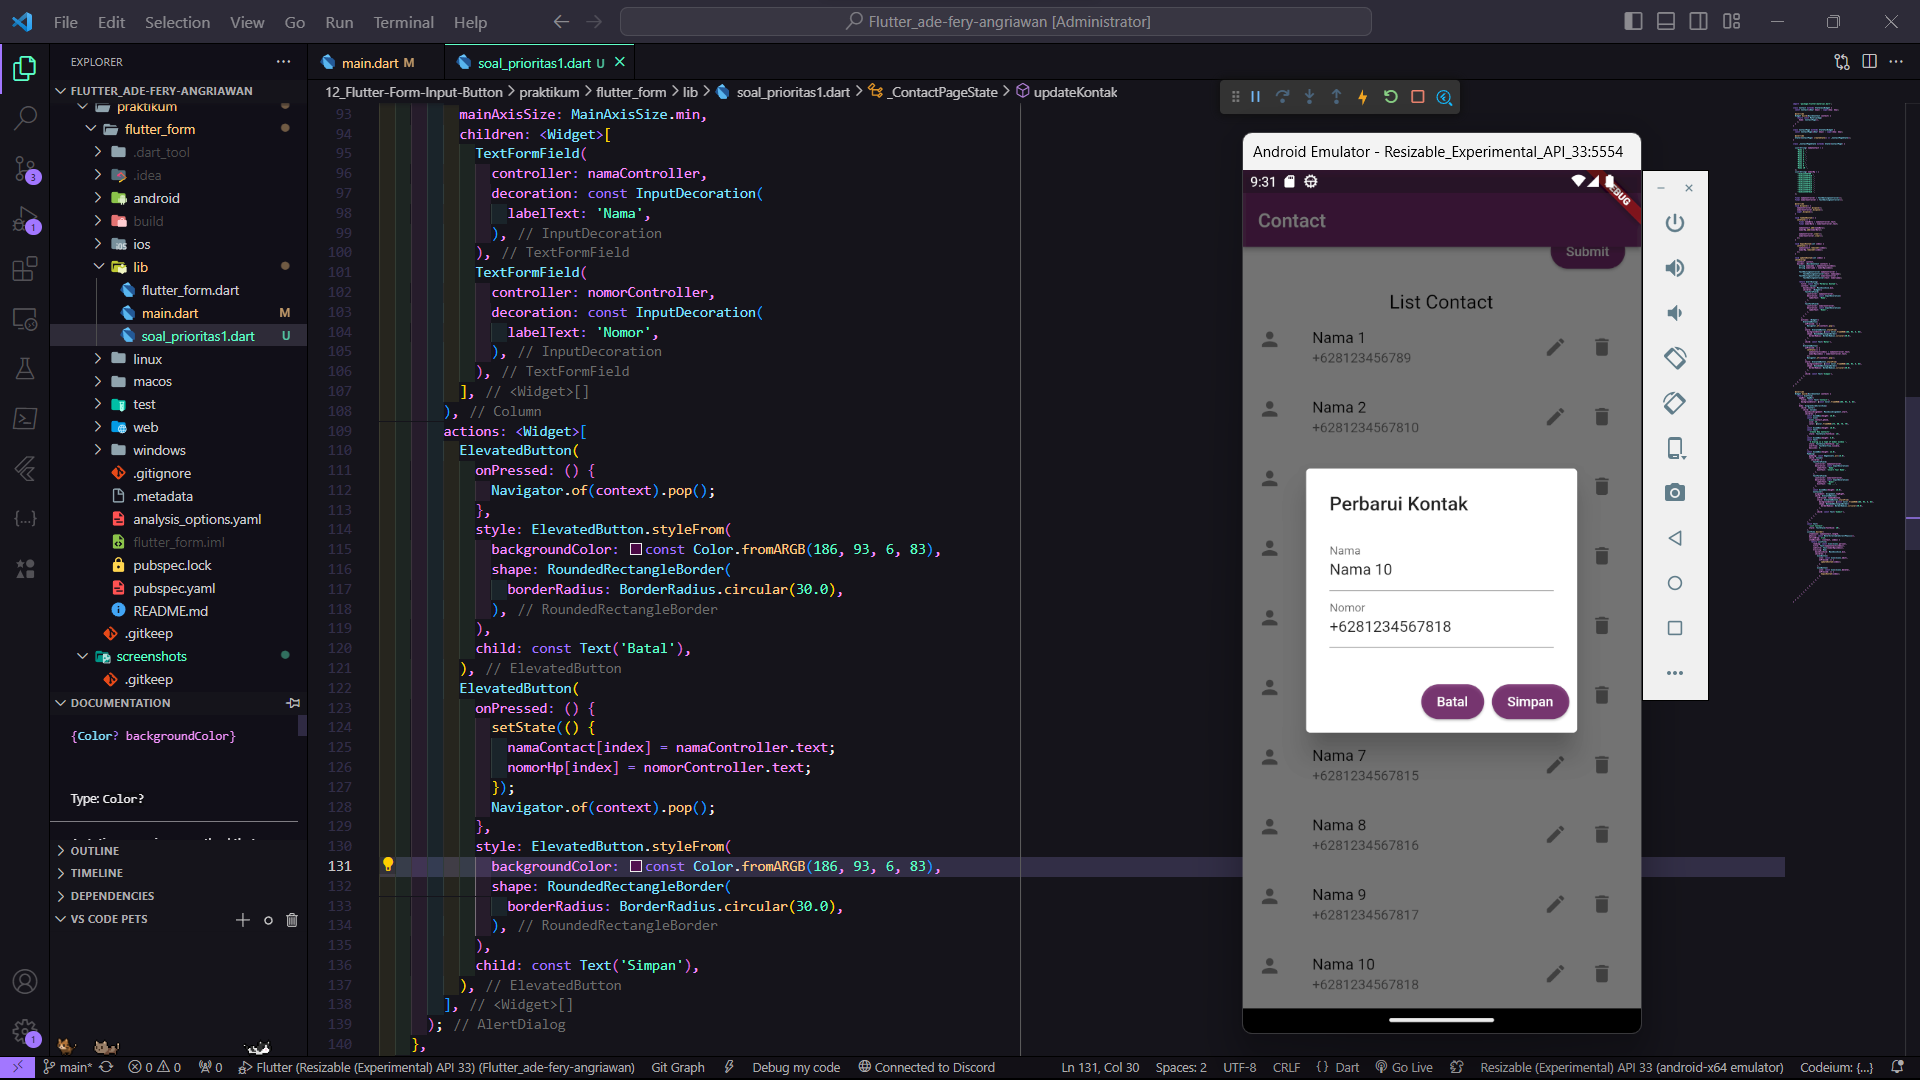 File Edit Selection View Go Run Terminal Help
Flutter_ade-fery-angriawan [Administrator]
EXPLORER
main.dart M
soal_prioritas1.dart U
FLUTTER_ADE-FERY-ANGRIAWAN
12_Flutter-Form-Input-Button > praktikum > flutter_form > lib > soal_prioritas1.dart > _ContactPageState > updateKontak
praktikum
flutter_form
.dart_tool
.idea
android
build
ios
lib
flutter_form.dart
main.dart M
soal_prioritas1.dart U
linux
macos
test
web
windows
.gitignore
.metadata
analysis_options.yaml
flutter_form.iml
pubspec.lock
pubspec.yaml
README.md
.gitkeep
screenshots
.gitkeep
DOCUMENTATION
{Color? backgroundColor}
Type: Color?
OUTLINE
TIMELINE
DEPENDENCIES
VS CODE PETS
3
1
1
93 mainAxisSize: MainAxisSize.min,
94 children: <Widget>[
95 TextFormField(
96 controller: namaController,
97 decoration: const InputDecoration(
98 labelText: 'Nama',
99 ), // InputDecoration
100 ), // TextFormField
101 TextFormField(
102 controller: nomorController,
103 decoration: const InputDecoration(
104 labelText: 'Nomor',
105 ), // InputDecoration
106 ), // TextFormField
107 ], // <Widget>[]
108 ), // Column
109 actions: <Widget>[
110 ElevatedButton(
111 onPressed: () {
112 Navigator.of(context).pop();
113 },
114 style: ElevatedButton.styleFrom(
115 backgroundColor: const Color.fromARGB(186, 93, 6, 83),
116 shape: RoundedRectangleBorder(
117 borderRadius: BorderRadius.circular(30.0),
118 ), // RoundedRectangleBorder
119 ),
120 child: const Text('Batal'),
121 ), // ElevatedButton
122 ElevatedButton(
123 onPressed: () {
124 setState(() {
125 namaContact[index] = namaController.text;
126 nomorHp[index] = nomorController.text;
127 });
128 Navigator.of(context).pop();
129 },
130 style: ElevatedButton.styleFrom(
131 backgroundColor: const Color.fromARGB(186, 93, 6, 83),
132 shape: RoundedRectangleBorder(
133 borderRadius: BorderRadius.circular(30.0),
134 ), // RoundedRectangleBorder
135 ),
136 child: const Text('Simpan'),
137 ), // ElevatedButton
138 ], // <Widget>[]
139 ); // AlertDialog
140 },
Android Emulator - Resizable_Experimental_API_33:5554
9:31
Contact
Submit
List Contact
Nama 1
+628123456789
Nama 2
+6281234567810
Perbarui Kontak
Nama
Nama 10
Nomor
+6281234567818
Batal Simpan
Nama 7
+6281234567815
Nama 8
+6281234567816
Nama 9
+6281234567817
Nama 10
+6281234567818
main* 0 0 0 Flutter (Resizable (Experimental) API 33) (Flutter_ade-fery-angriawan) Git Graph Debug my code Connected to Discord Ln 131, Col 30 Spaces: 2 UTF-8 CRLF { } Dart Go Live Resizable (Experimental) API 33 (android-x64 emulator) Codeium: {...}